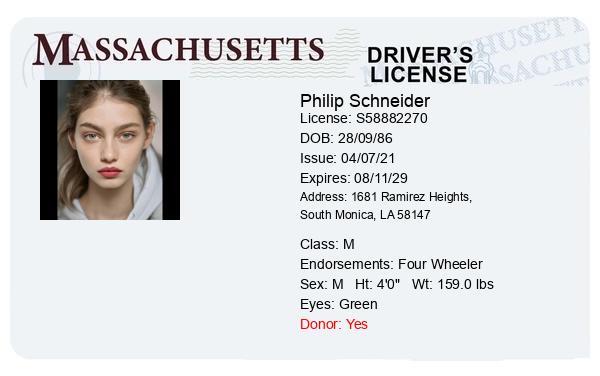 MASSACHUSETTS
DRIVER'S
LICENSE
Philip Schneider
License: S58882270
DOB: 28/09/86
Issue: 04/07/21
Expires: 08/11/29
Address: 1681 Ramirez Heights,
South Monica, LA 58147
Class: M
Endorsements: Four Wheeler
Sex: M Ht: 4'0" Wt: 159.0 lbs
Eyes: Green
Donor: Yes